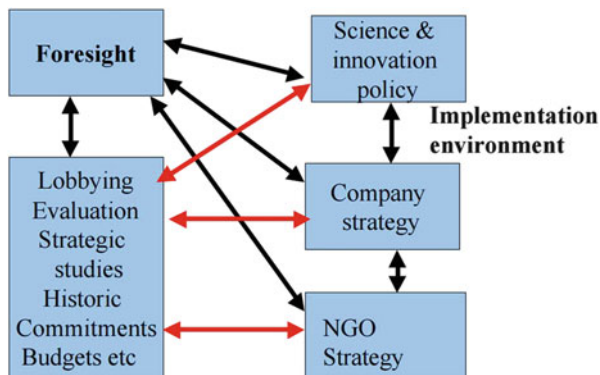 Foresight
Science &
innovation
policy
Implementation
environment
Lobbying
Evaluation
Strategic
studies
Historic
Commitments
Budgets etc
Company
strategy
NGO
Strategy